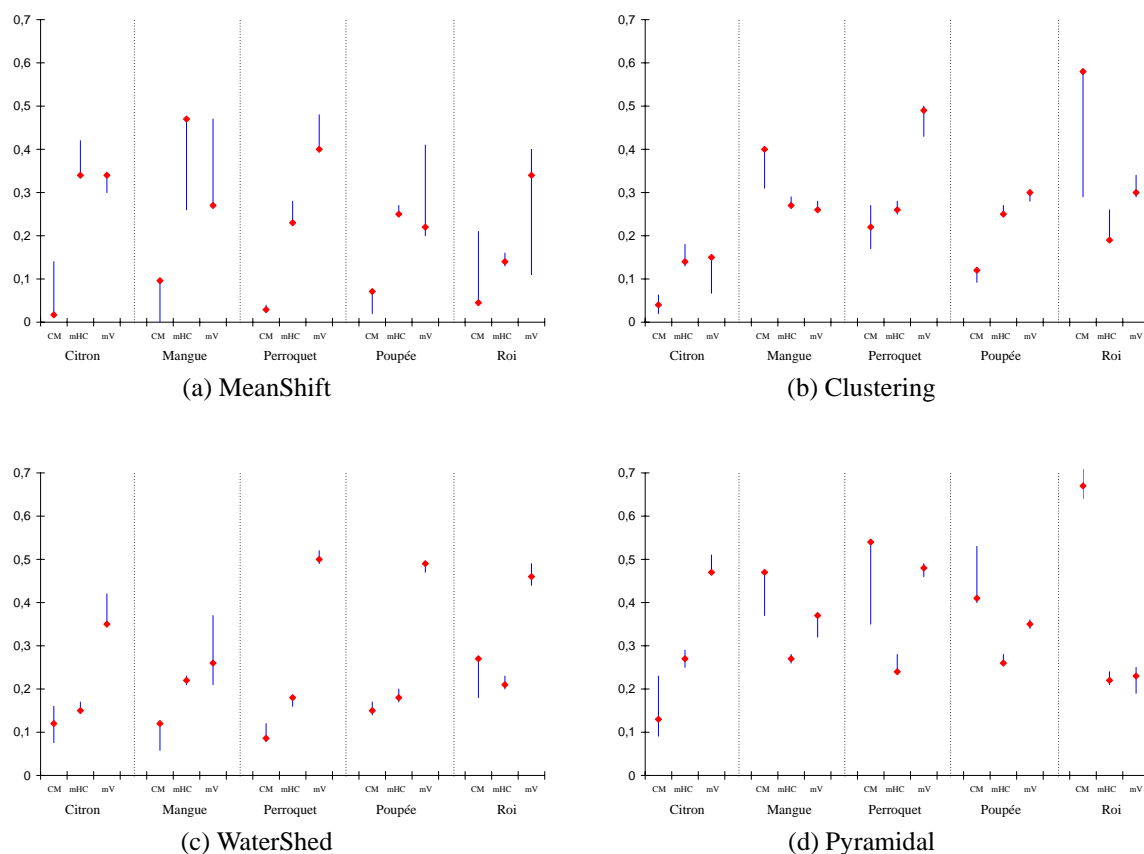 0,7 0,7
0,6 0,6
0,5 0,5
0,4 0,4
0,3 0,3
0,2 0,2
0,1 0,1
0 0
CM mHC mV CM mHC mV CM mHC mV CM mHC mV CM mHC mV CM mHC mV CM mHC mV CM mHC mV CM mHC mV CM mHC mV
Citron Mangue Perroquet Poupée Roi Citron Mangue Perroquet Poupée Roi
(a) MeanShift (b) Clustering
0,7 0,7
0,6 0,6
0,5 0,5
0,4 0,4
0,3 0,3
0,2 0,2
0,1 0,1
0 0
CM mHC mV CM mHC mV CM mHC mV CM mHC mV CM mHC mV CM mHC mV CM mHC mV CM mHC mV CM mHC mV CM mHC mV
Citron Mangue Perroquet Poupée Roi Citron Mangue Perroquet Poupée Roi
(c) WaterShed (d) Pyramidal